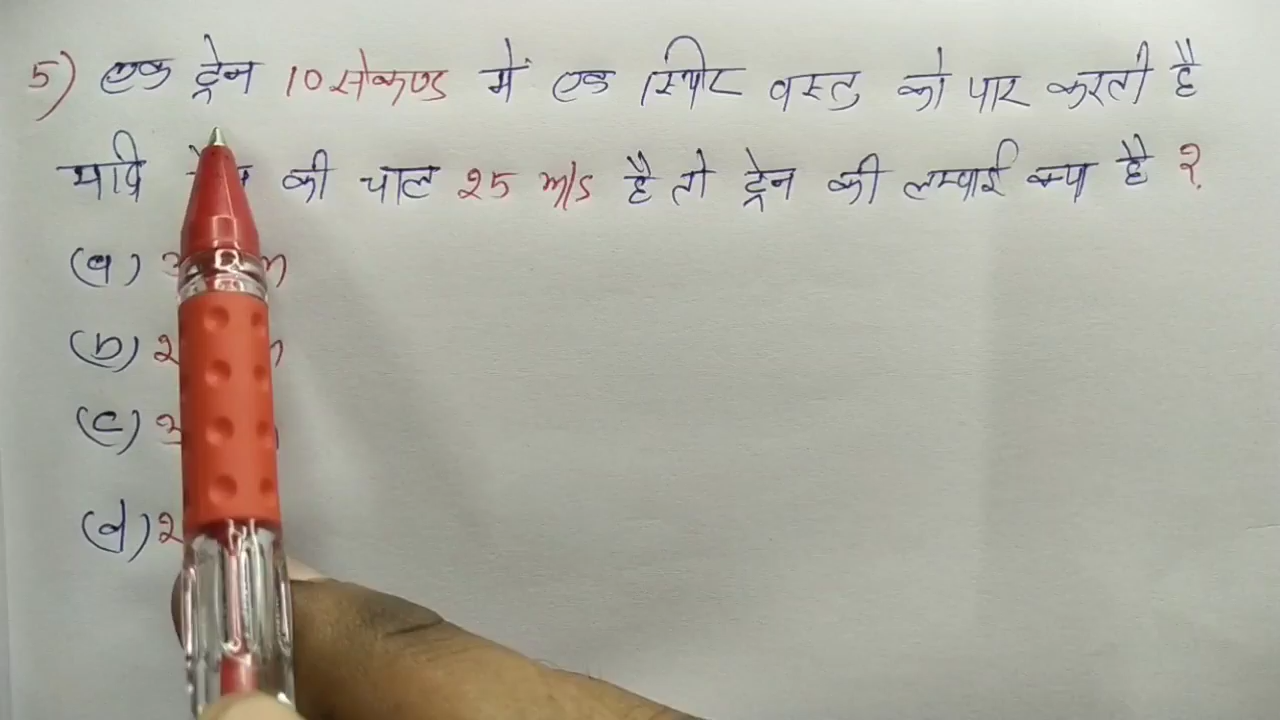 5) एक ट्रेन 10 सेकण्ड में एक स्थिर वस्तु को पार करती है
यदि की चाल 25 m/s है तो ट्रेन की लम्बाई क्या है ?
(a)
(b)
(c)
(d)